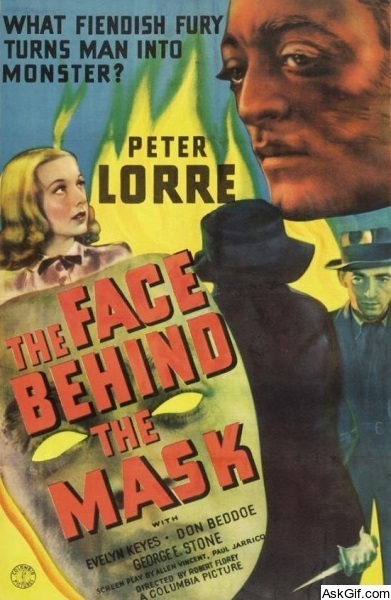 WHAT FIENDISH FURY
TURNS MAN INTO
MONSTER?
PETER
LORRE
THE FACE
BEHIND
THE
MASK
WITH
EVELYN KEYES · DON BEDDOE
GEORGE E. STONE
SCREEN PLAY BY ALLEN VINCENT, PAUL JARRICO
DIRECTED BY ROBERT FLOREY
A COLUMBIA PICTURE
AskGif.com